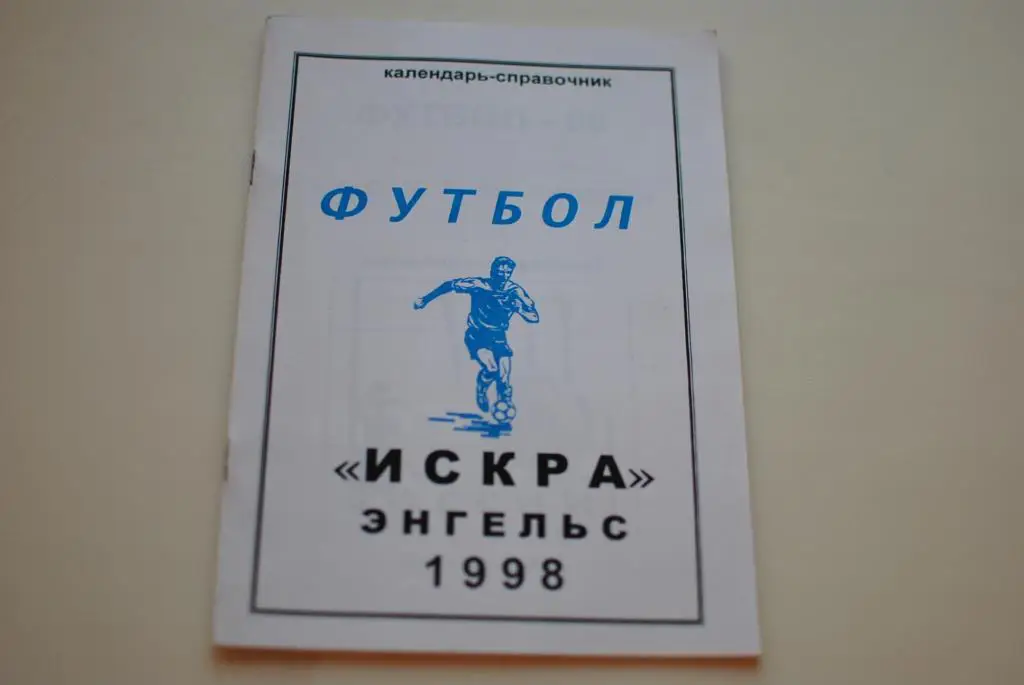 календарь-справочник
ФУТБОЛ
«ИСКРА»
ЭНГЕЛЬС
1998